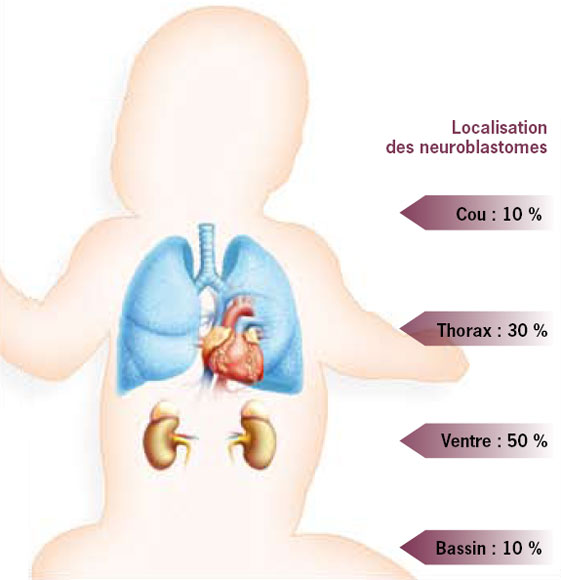 Localisation
des neuroblastomes
Cou : 10 %
Thorax : 30 %
Ventre : 50 %
Bassin : 10 %